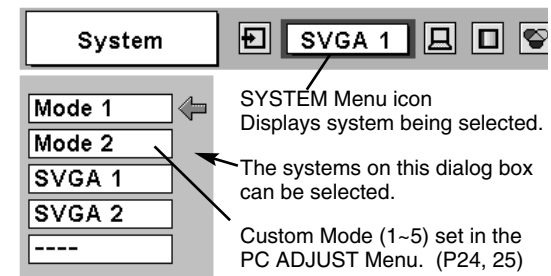 System
SVGA 1
Mode 1
Mode 2
SVGA 1
SVGA 2
----
SYSTEM Menu icon
Displays system being selected.
The systems on this dialog box
can be selected.
Custom Mode (1~5) set in the
PC ADJUST Menu. (P24, 25)